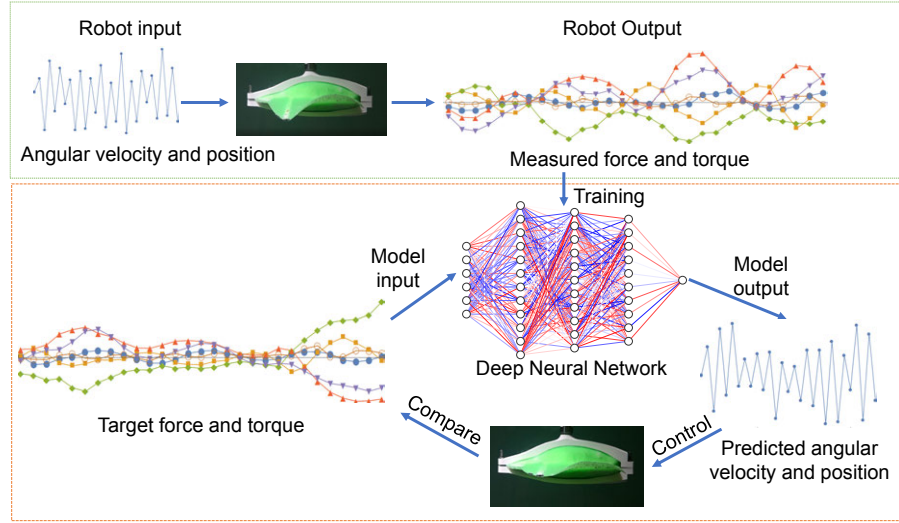 Robot input
Robot Output
Angular velocity and position
Measured force and torque
Training
Model
input
Model
output
Deep Neural Network
Target force and torque
Compare
Control
Predicted angular
velocity and position